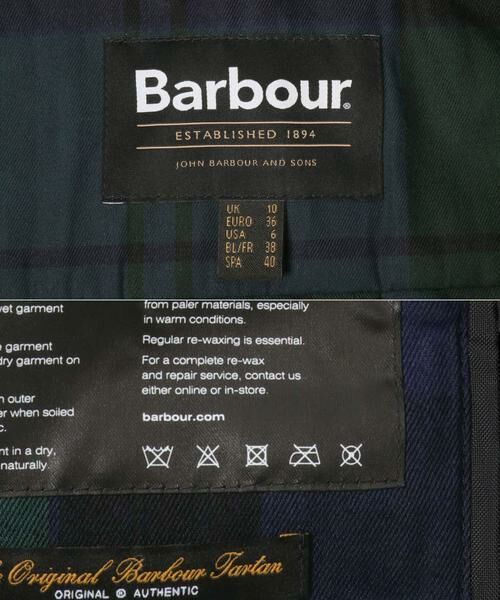 Barbour®
ESTABLISHED 1894
JOHN BARBOUR AND SONS
UK 10
EURO 36
USA 6
BL/FR 38
SPA 40
garment
garment
dry garment on
outer
when soiled
in a dry,
naturally.
from paler materials, especially
in warm conditions.
Regular re-waxing is essential.
For a complete re-wax
and repair service, contact us
either online or in-store.
barbour.com
Original Barbour Tartan
ORIGINAL ® AUTHENTIC